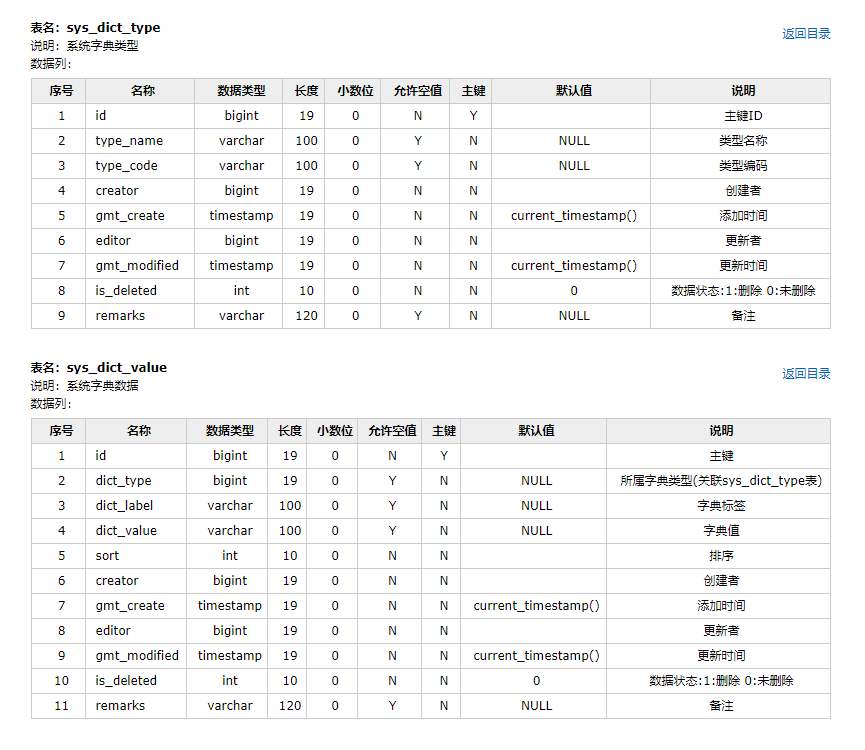 表名：sys_dict_type
返回目录
说明：系统字典类型
数据列：
序号 名称 数据类型 长度 小数位 允许空值 主键 默认值 说明
1 id bigint 19 0 N Y 主键ID
2 type_name varchar 100 0 Y N NULL 类型名称
3 type_code varchar 100 0 Y N NULL 类型编码
4 creator bigint 19 0 N N 创建者
5 gmt_create timestamp 19 0 N N current_timestamp() 添加时间
6 editor bigint 19 0 N N 更新者
7 gmt_modified timestamp 19 0 N N current_timestamp() 更新时间
8 is_deleted int 10 0 N N 0 数据状态:1:删除 0:未删除
9 remarks varchar 120 0 Y N NULL 备注
表名：sys_dict_value
返回目录
说明：系统字典数据
数据列：
序号 名称 数据类型 长度 小数位 允许空值 主键 默认值 说明
1 id bigint 19 0 N Y 主键
2 dict_type bigint 19 0 Y N NULL 所属字典类型(关联sys_dict_type表)
3 dict_label varchar 100 0 Y N NULL 字典标签
4 dict_value varchar 100 0 Y N NULL 字典值
5 sort int 10 0 N N 排序
6 creator bigint 19 0 N N 创建者
7 gmt_create timestamp 19 0 N N current_timestamp() 添加时间
8 editor bigint 19 0 N N 更新者
9 gmt_modified timestamp 19 0 N N current_timestamp() 更新时间
10 is_deleted int 10 0 N N 0 数据状态:1:删除 0:未删除
11 remarks varchar 120 0 Y N NULL 备注